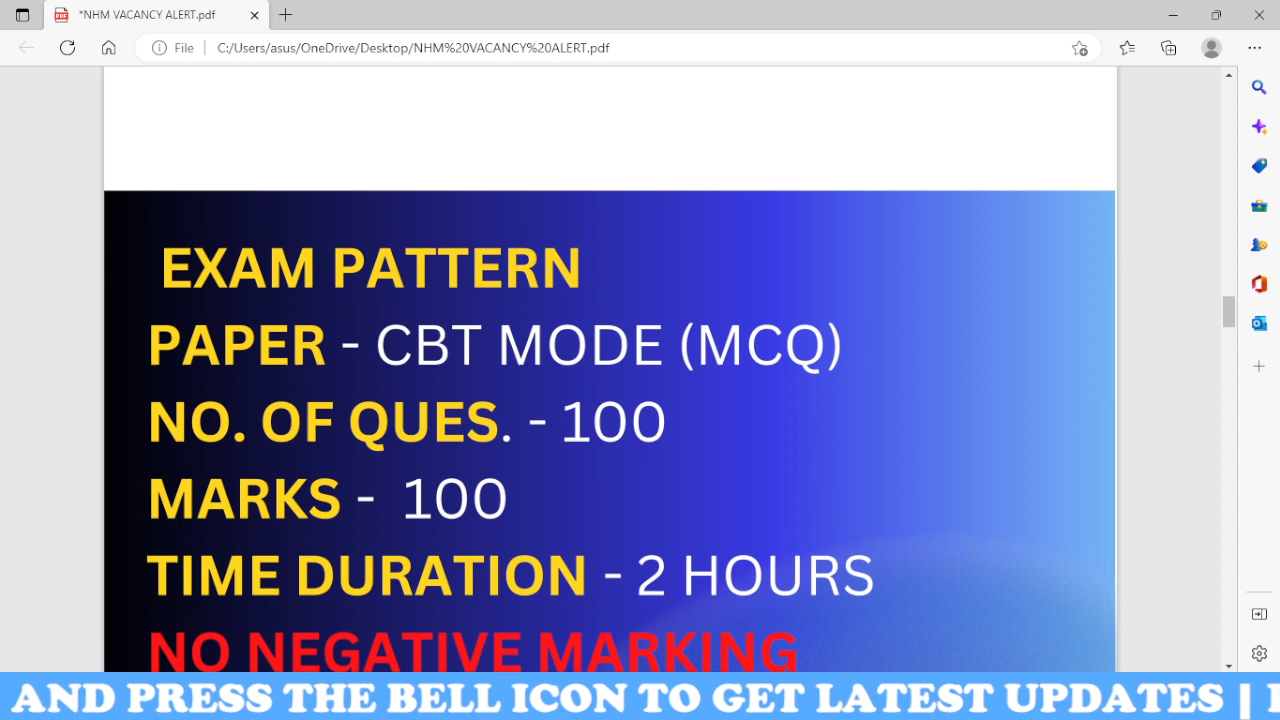 *NHM VACANCY ALERT.pdf
File
C:/Users/asus/OneDrive/Desktop/NHM%20VACANCY%20ALERT.pdf
EXAM PATTERN
PAPER - CBT MODE (MCQ)
NO. OF QUES. - 100
MARKS - 100
TIME DURATION - 2 HOURS
NO NEGATIVE MARKING
AND PRESS THE BELL ICON TO GET LATEST UPDATES |